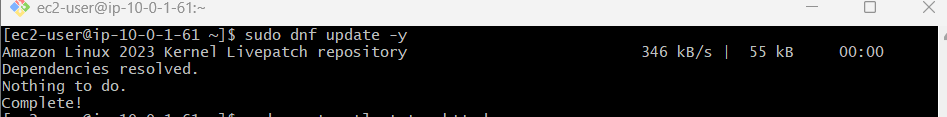 ec2-user@ip-10-0-1-61:~
[ec2-user@ip-10-0-1-61 ~]$ sudo dnf update -y
Amazon Linux 2023 Kernel Livepatch repository 346 kB/s | 55 kB 00:00
Dependencies resolved.
Nothing to do.
Complete!